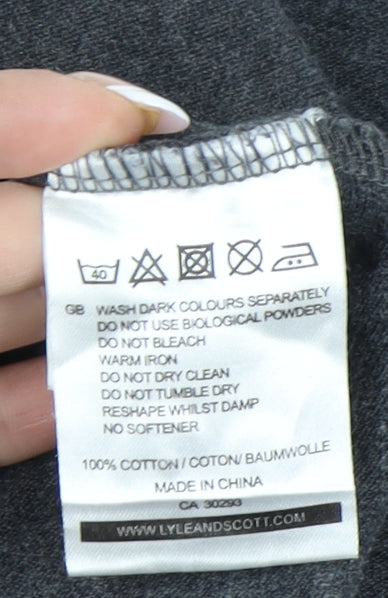 40
GB WASH DARK COLOURS SEPARATELY
DO NOT USE BIOLOGICAL POWDERS
DO NOT BLEACH
WARM IRON
DO NOT DRY CLEAN
DO NOT TUMBLE DRY
RESHAPE WHILST DAMP
NO SOFTENER
100% COTTON / COTON/ BAUMWOLLE
MADE IN CHINA
CA 30293
WWW.LYLEANDSCOTT.COM